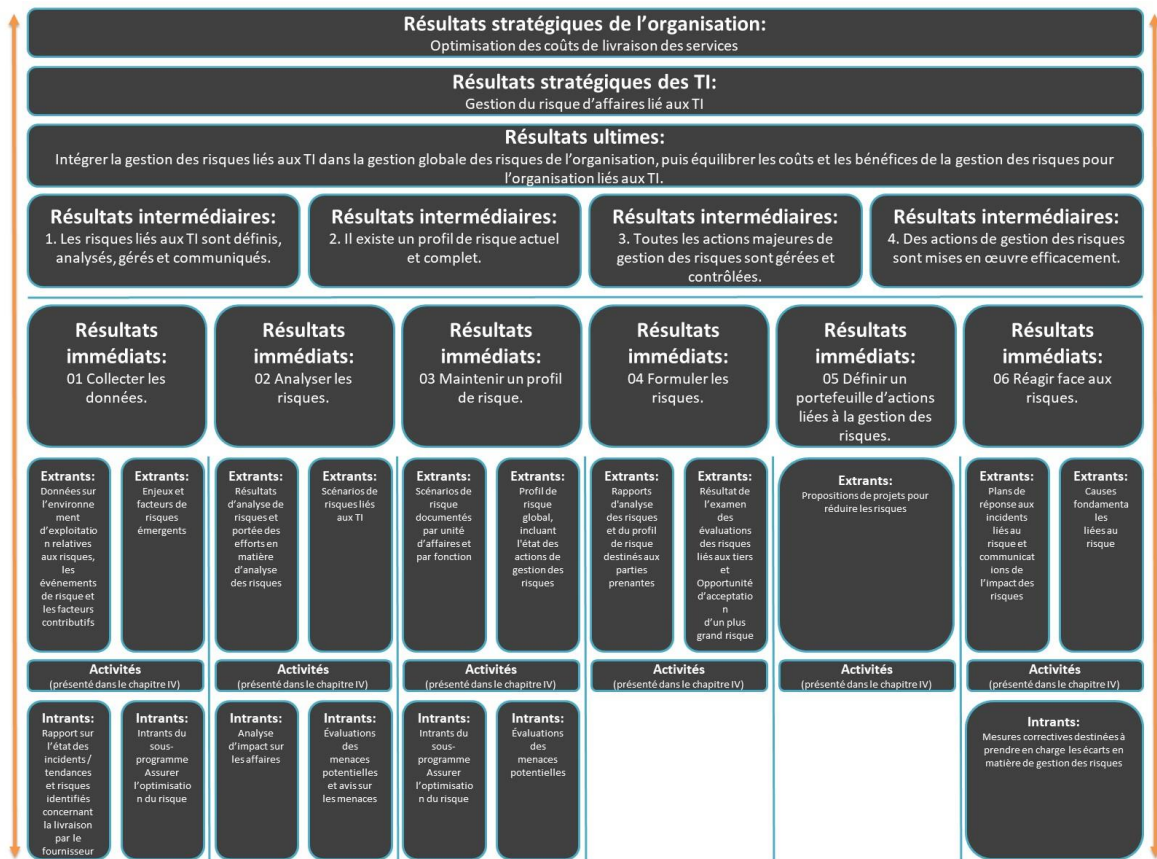 Résultats stratégiques de l'organisation:
Optimisation des coûts de livraison des services
Résultats stratégiques des TI:
Gestion du risque d'affaires lié aux TI
Résultats ultimes:
Intégrer la gestion des risques liés aux TI dans la gestion globale des risques de l'organisation, puis équilibrer les coûts et les bénéfices de la gestion des risques pour
l'organisation liés aux TI.
Résultats intermédiaires:
1. Les risques liés aux TI sont définis,
analysés, gérés et communiqués.
Résultats intermédiaires:
2. Il existe un profil de risque actuel
et complet.
Résultats intermédiaires:
3. Toutes les actions majeures de
gestion des risques sont gérées et
contrôlées.
Résultats intermédiaires:
4. Des actions de gestion des risques
sont mises en œuvre efficacement.
Résultats
immédiats:
01 Collecter les
données.
Résultats
immédiats:
02 Analyser les
risques.
Résultats
immédiats:
03 Maintenir un profil
de risque.
Résultats
immédiats:
04 Formuler les
risques.
Résultats
immédiats:
05 Définir un
portefeuille d'actions
liées à la gestion des
risques.
Résultats
immédiats:
06 Réagir face aux
risques.
Extrants:
Données sur
l'environne
ment
d'exploitatio
n relatives
aux risques,
les
événements
de risque et
les facteurs
contributifs
Extrants:
Enjeux et
facteurs de
risques
émergents
Extrants:
Résultats
d'analyse de
risques et
portée des
efforts en
matière
d'analyse
des risques
Extrants:
Scénarios de
risques liés
aux TI
Extrants:
Scénarios de
risque
documentés
par unité
d'affaires et
par fonction
Extrants:
Profil de
risque
global,
incluant
l'état des
actions de
gestion des
risques
Extrants:
Rapports
d'analyse
des risques
et du profil
de risque
destinés aux
parties
prenantes
Extrants:
Résultat de
l'examen
des
évaluations
des risques
liés aux tiers
et
Opportunité
d'acceptatio
n
d'un plus
grand risque
Extrants:
Propositions de projets pour
réduire les risques
Extrants:
Plans de
réponse aux
incidents
liés au
risque et
communicat
ions de
l'impact des
risques
Extrants:
Causes
fondamenta
les
liées au
risque
Activités
(présenté dans le chapitre IV)
Activités
(présenté dans le chapitre IV)
Activités
(présenté dans le chapitre IV)
Activités
(présenté dans le chapitre IV)
Activités
(présenté dans le chapitre IV)
Activités
(présenté dans le chapitre IV)
Intrants:
Rapport sur
l'état des
incidents /
tendances
et risques
identifiés
concernant
la livraison
par le
fournisseur
Intrants:
Intrants du
sous-
programme
Assurer
l'optimisatio
n du risque
Intrants:
Analyse
d'impact sur
les affaires
Intrants:
Évaluations
des
menaces
potentielles
et avis sur
les menaces
Intrants:
Intrants du
sous-
programme
Assurer
l'optimisatio
n du risque
Intrants:
Évaluations
des
menaces
potentielles
Intrants:
Mesures correctives destinées à
prendre en charge les écarts en
matière de gestion des risques